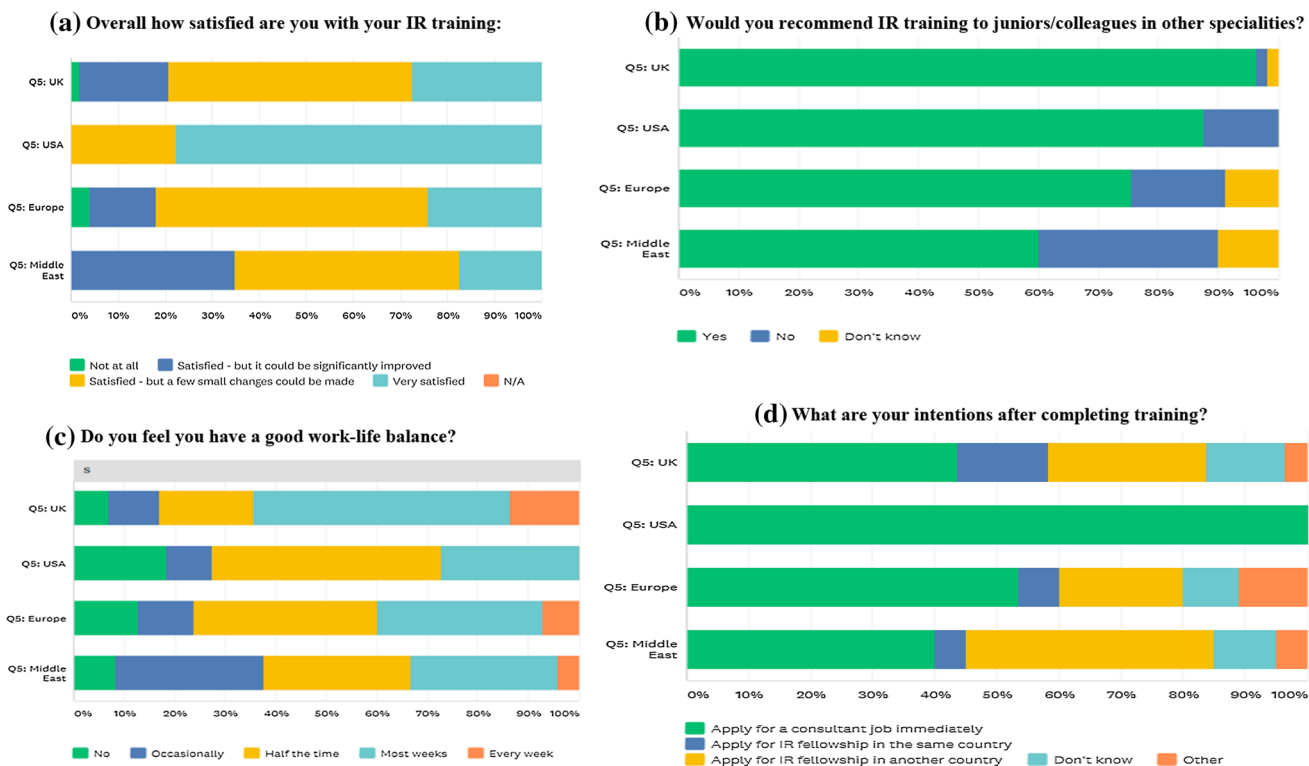 (a) Overall how satisfied are you with your IR training:
Q5: UK
Q5: USA
Q5: Europe
Q5: Middle
East
0% 10% 20% 30% 40% 50% 60% 70% 80% 90% 100%
Not at all Satisfied - but it could be significantly improved
Satisfied - but a few small changes could be made Very satisfied N/A
(b) Would you recommend IR training to juniors/colleagues in other specialities?
Q5: UK
Q5: USA
Q5: Europe
Q5: Middle
East
0% 10% 20% 30% 40% 50% 60% 70% 80% 90% 100%
Yes No Don't know
(c) Do you feel you have a good work-life balance?
s
Q5: UK
Q5: USA
Q5: Europe
Q5: Middle
East
0% 10% 20% 30% 40% 50% 60% 70% 80% 90% 100%
No Occasionally Half the time Most weeks Every week
(d) What are your intentions after completing training?
Q5: UK
Q5: USA
Q5: Europe
Q5: Middle
East
0% 10% 20% 30% 40% 50% 60% 70% 80% 90% 100%
Apply for a consultant job immediately
Apply for IR fellowship in the same country
Apply for IR fellowship in another country Don't know Other